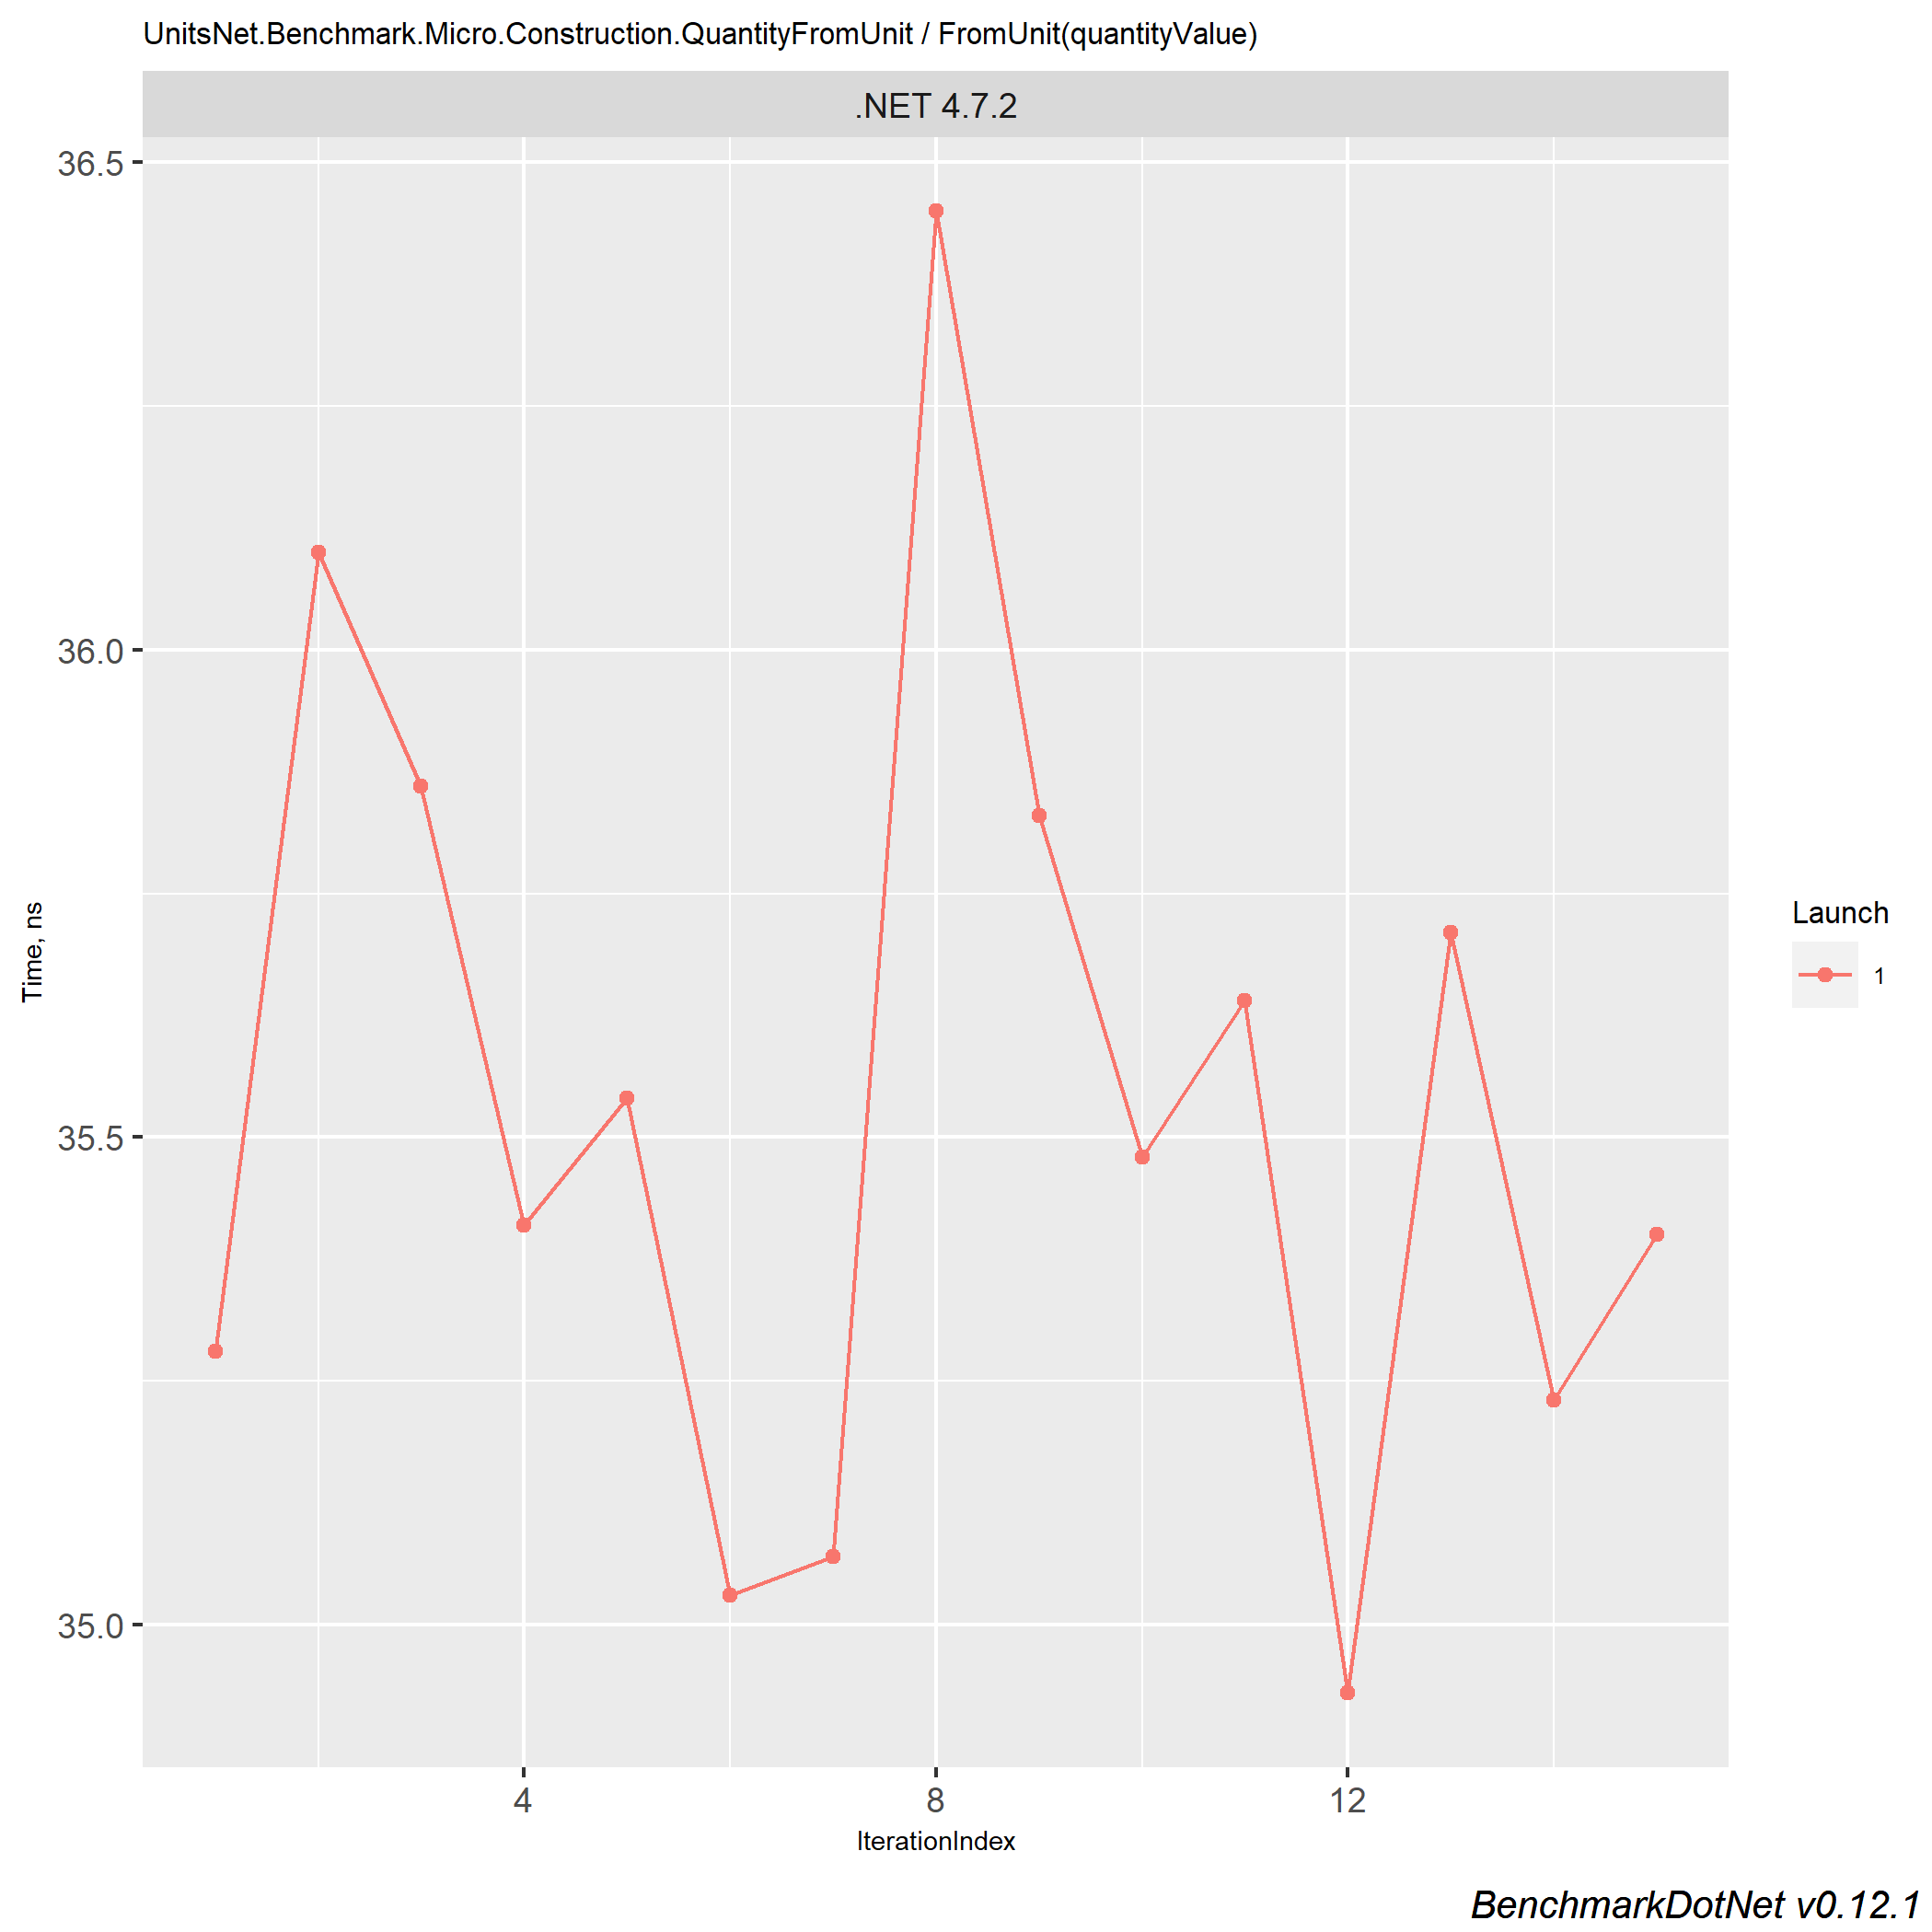 UnitsNet.Benchmark.Micro.Construction.QuantityFromUnit / FromUnit(quantityValue)
.NET 4.7.2
36.5
36.0
35.5
35.0
Time, ns
4 8 12
IterationIndex
Launch
1
BenchmarkDotNet v0.12.1